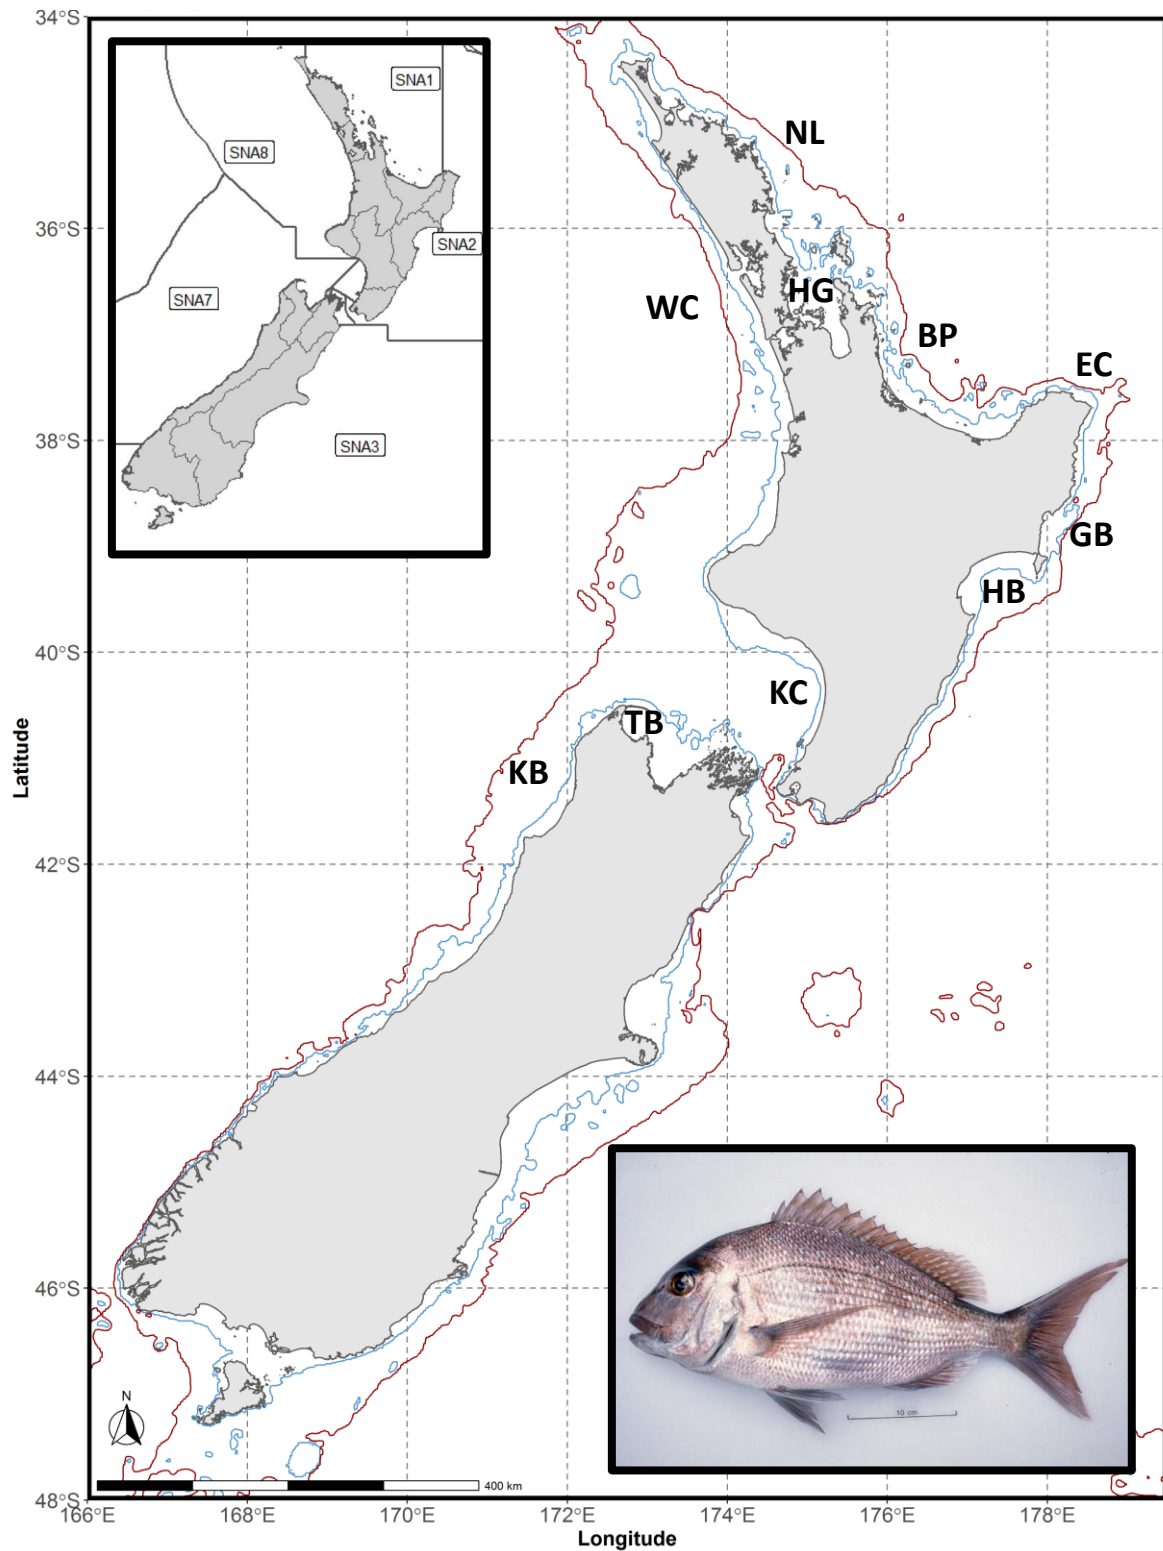 34°S
SNA1
NL
SNA8
36°S
SNA2
HG
SNA7
WC
BP
EC
38°S
SNA3
GB
HB
40°S
KC
TB
Latitude
KB
42°S
44°S
46°S
N
10 cm
400 km
48°S
166°E 168°E 170°E 172°E 174°E 176°E 178°E
Longitude